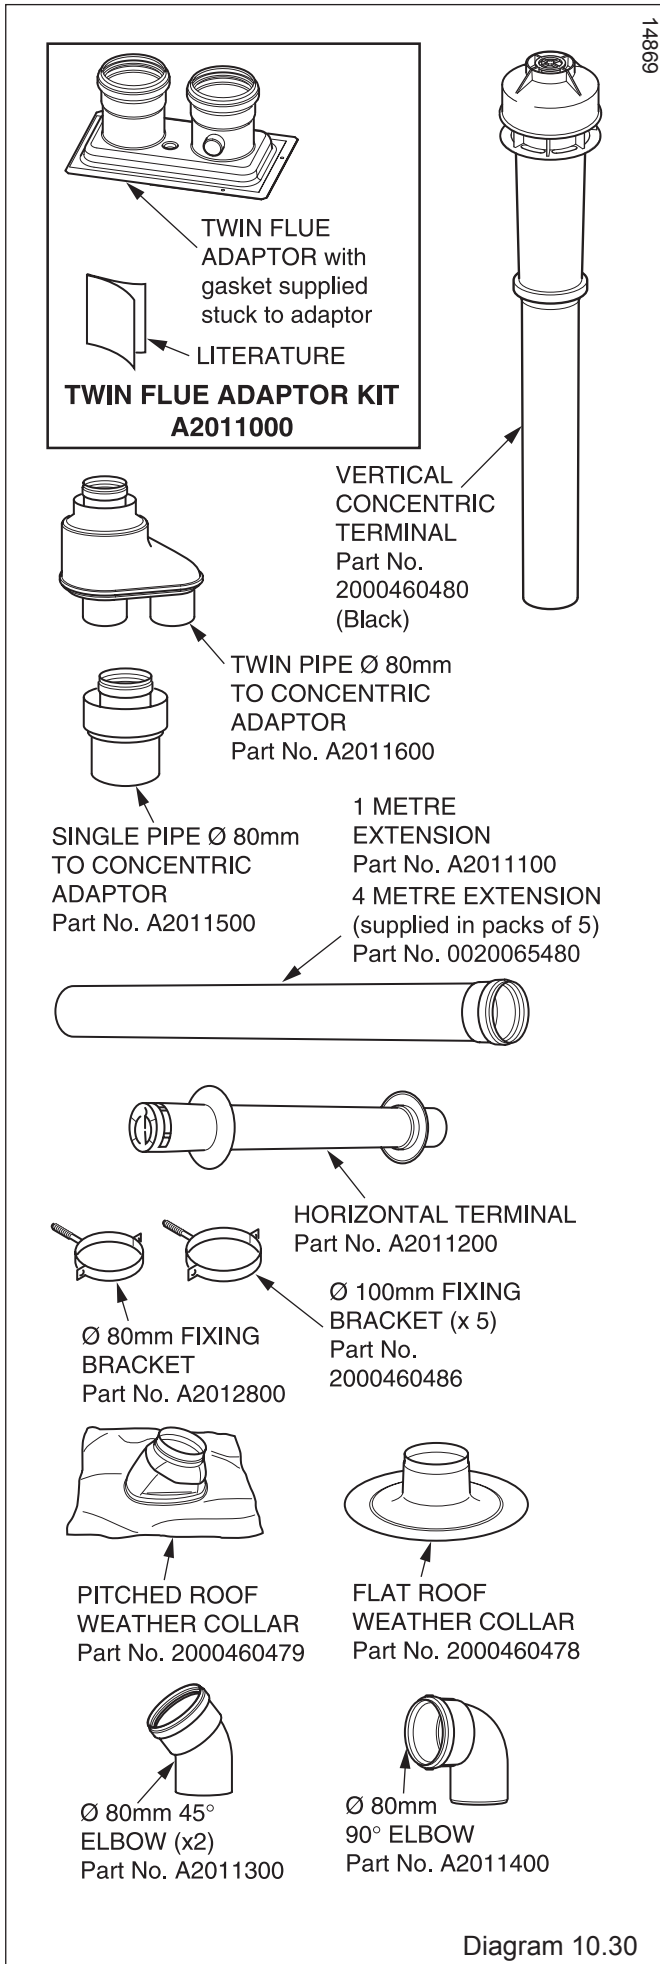 14869
TWIN FLUE
ADAPTOR with
gasket supplied
stuck to adaptor
LITERATURE
TWIN FLUE ADAPTOR KIT
A2011000
VERTICAL
CONCENTRIC
TERMINAL
Part No.
2000460480
(Black)
TWIN PIPE Ø 80mm
TO CONCENTRIC
ADAPTOR
Part No. A2011600
SINGLE PIPE Ø 80mm
TO CONCENTRIC
ADAPTOR
Part No. A2011500
1 METRE
EXTENSION
Part No. A2011100
4 METRE EXTENSION
(supplied in packs of 5)
Part No. 0020065480
HORIZONTAL TERMINAL
Part No. A2011200
Ø 80mm FIXING
BRACKET
Part No. A2012800
Ø 100mm FIXING
BRACKET (x 5)
Part No.
2000460486
PITCHED ROOF
WEATHER COLLAR
Part No. 2000460479
FLAT ROOF
WEATHER COLLAR
Part No. 2000460478
Ø 80mm 45°
ELBOW (x2)
Part No. A2011300
Ø 80mm
90° ELBOW
Part No. A2011400
Diagram 10.30